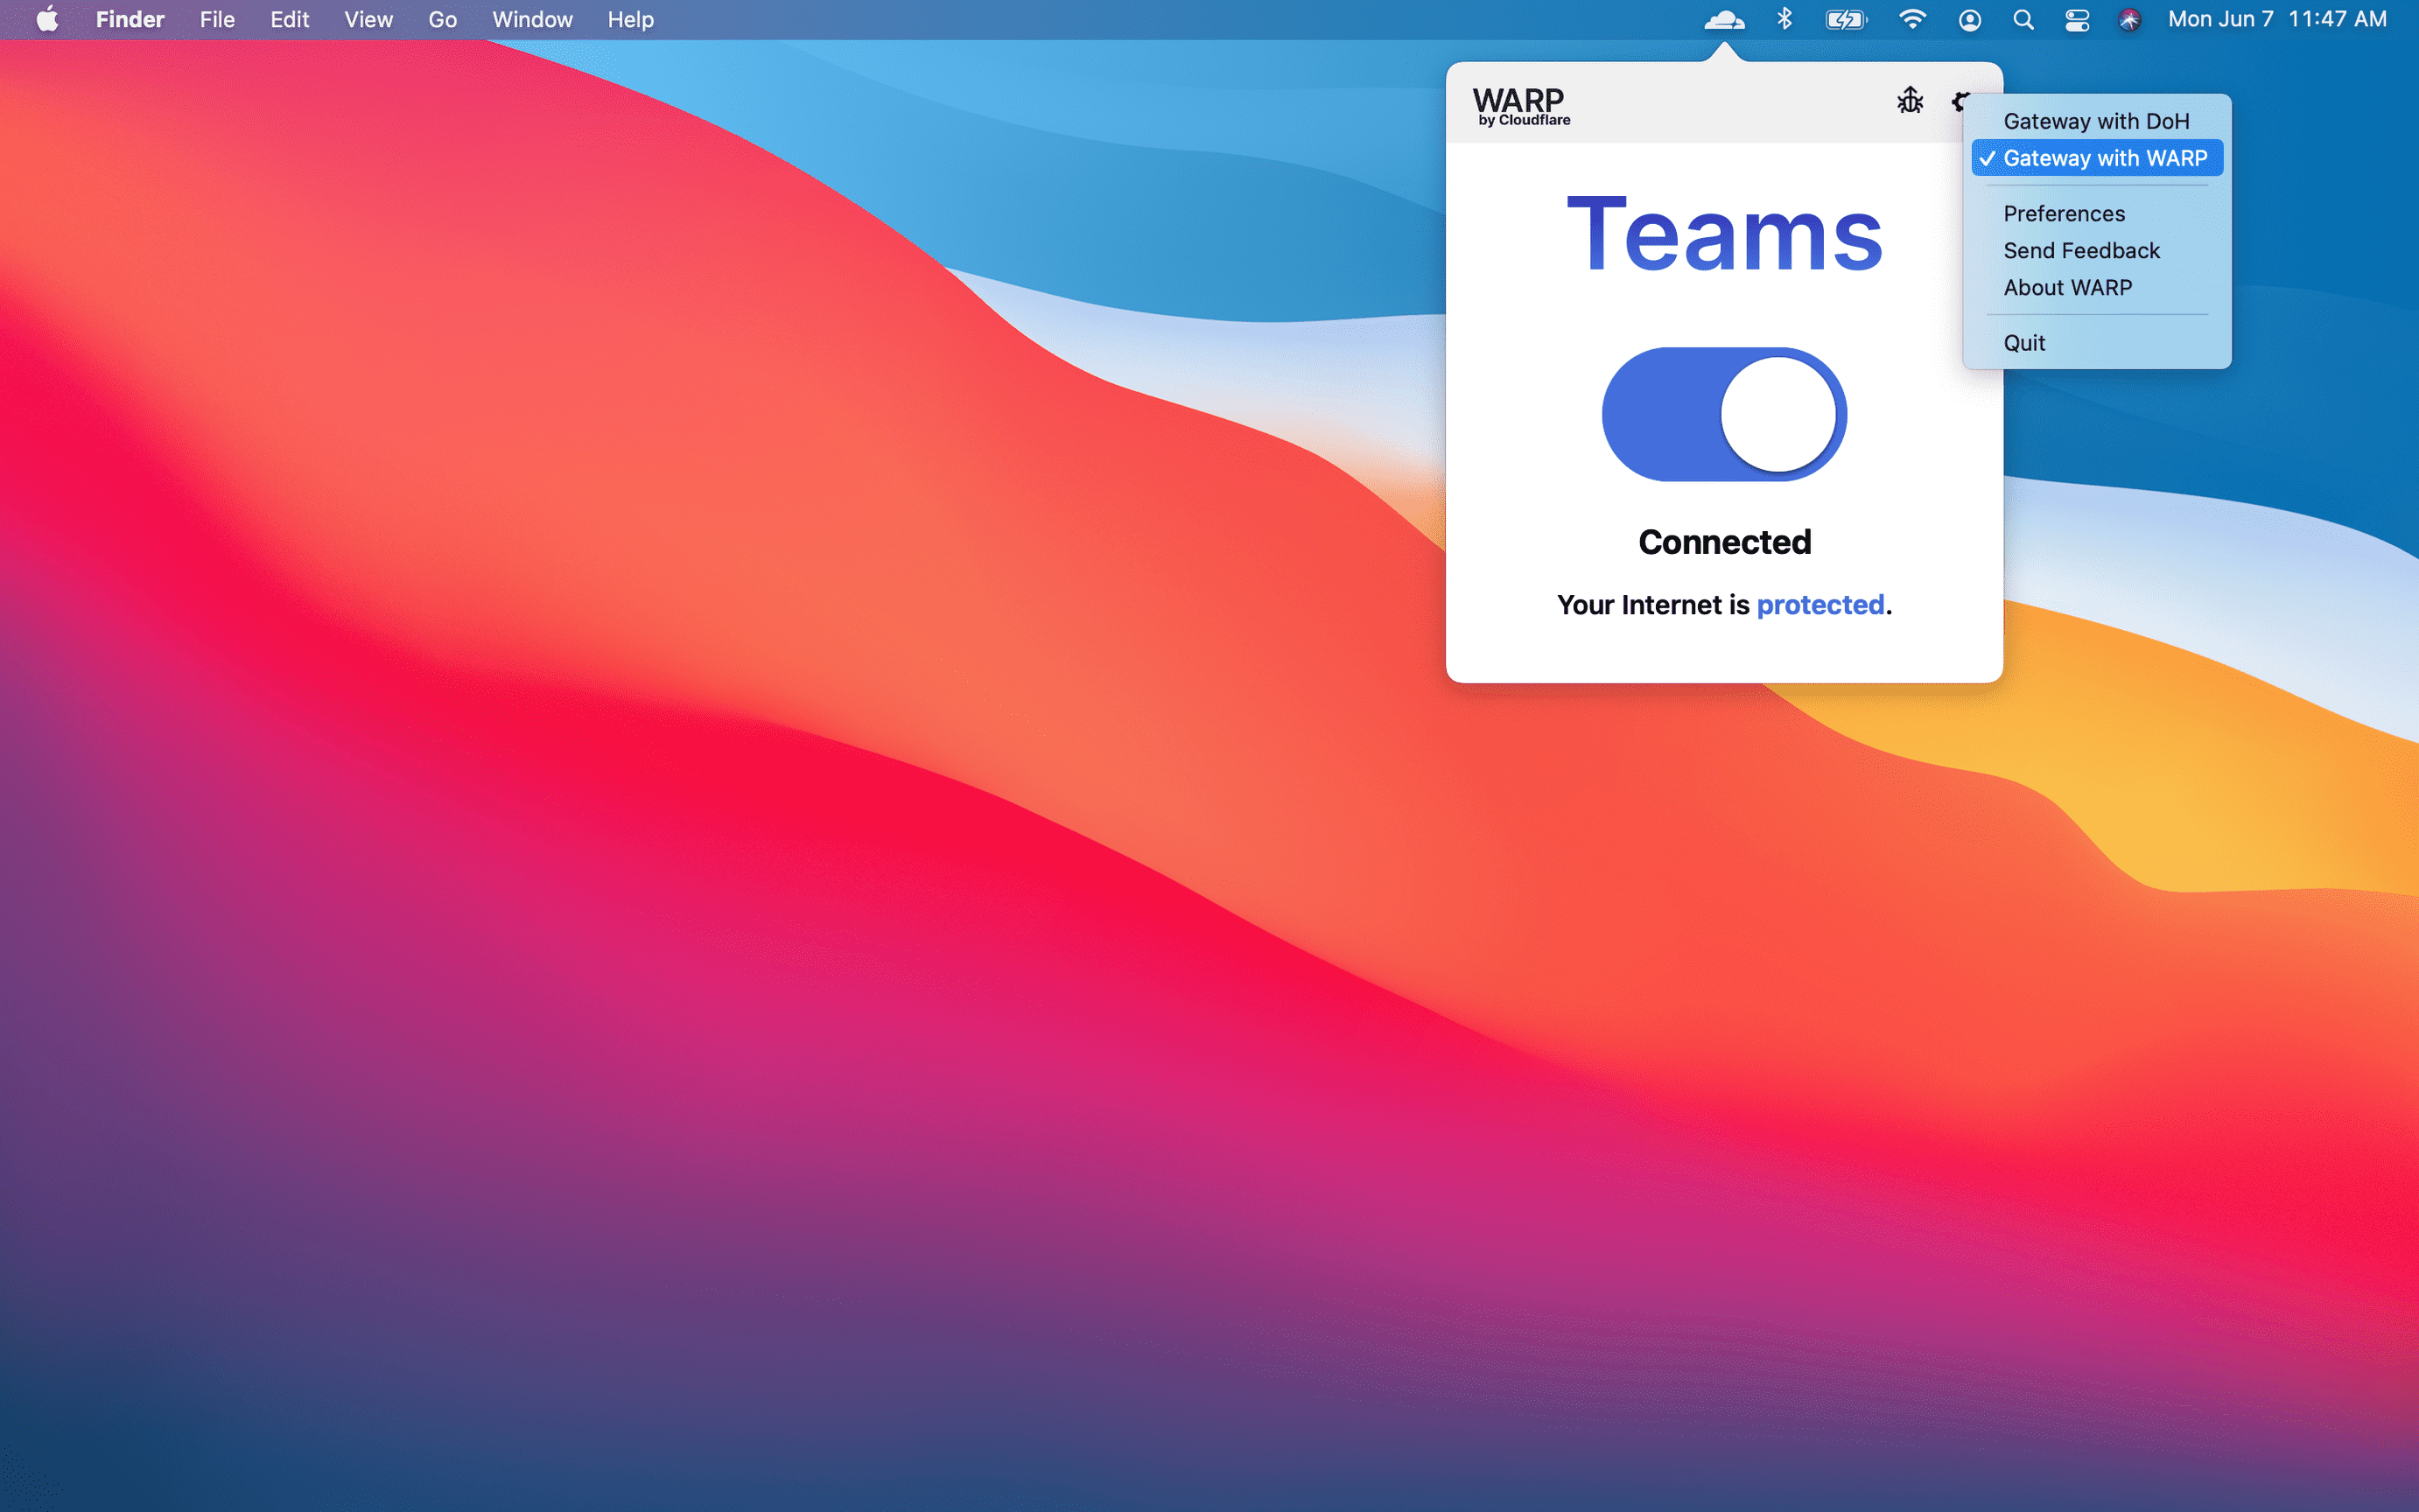 Finder File Edit View Go Window Help Mon Jun 7 11:47 AM
WARP
by Cloudflare
Teams
Connected
Your Internet is protected.
Gateway with DoH
✓ Gateway with WARP
Preferences
Send Feedback
About WARP
Quit